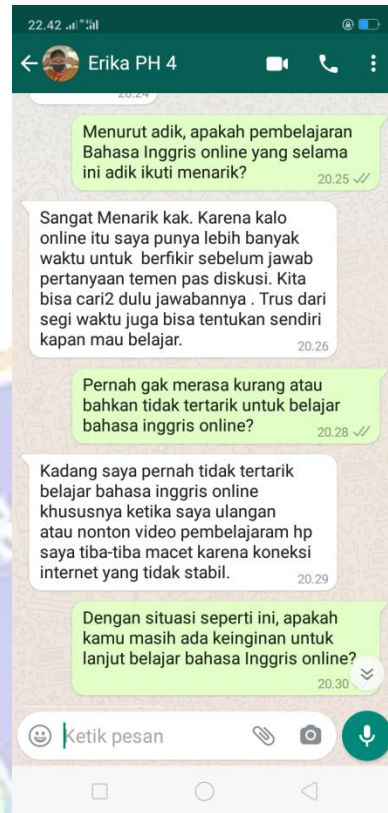 22.42
Erika PH 4
20.24
Menurut adik, apakah pembelajaran
Bahasa Inggris online yang selama
ini adik ikuti menarik?
20.25
Sangat Menarik kak. Karena kalo
online itu saya punya lebih banyak
waktu untuk berfikir sebelum jawab
pertanyaan temen pas diskusi. Kita
bisa cari2 dulu jawabannya . Trus dari
segi waktu juga bisa tentukan sendiri
kapan mau belajar.
20.26
Pernah gak merasa kurang atau
bahkan tidak tertarik untuk belajar
bahasa inggris online?
20.28
Kadang saya pernah tidak tertarik
belajar bahasa inggris online
khususnya ketika saya ulangan
atau nonton video pembelajaram hp
saya tiba-tiba macet karena koneksi
internet yang tidak stabil.
20.29
Dengan situasi seperti ini, apakah
kamu masih ada keinginan untuk
lanjut belajar bahasa Inggris online?
20.30
Ketik pesan